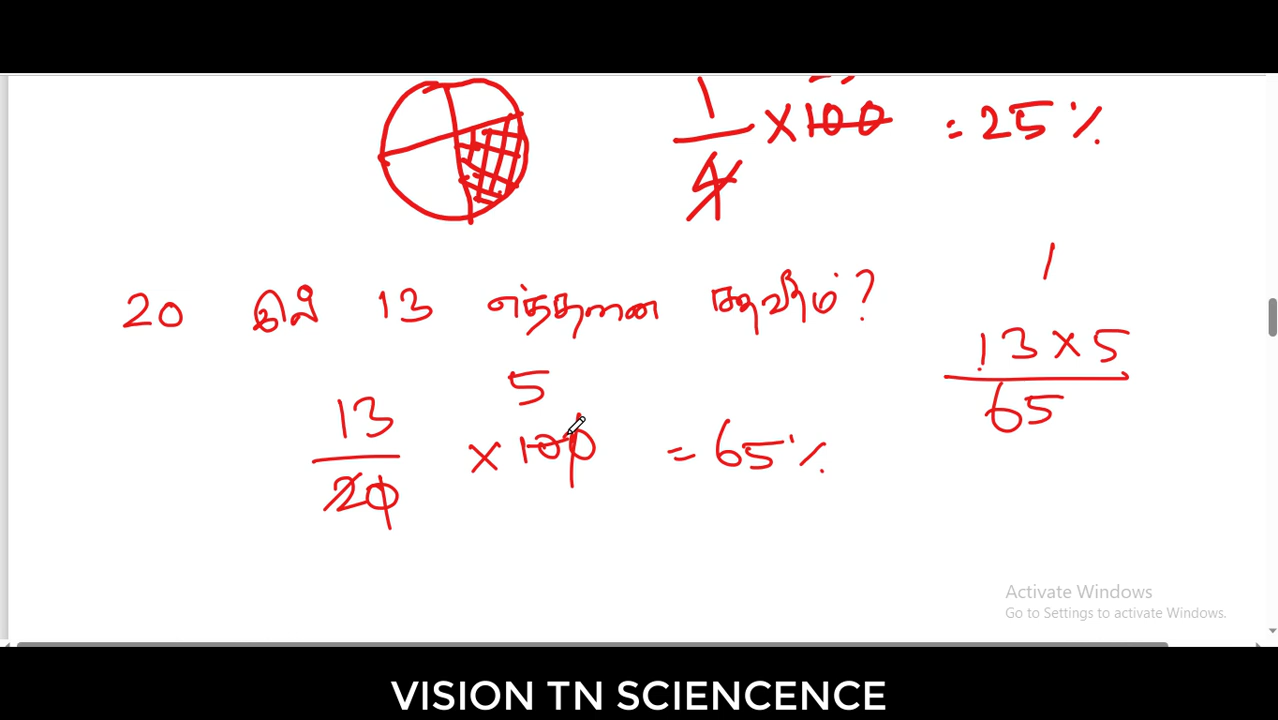 1/4 × 100 = 25%
20 இல் 13 எத்தனை சதவீதம்?
1
13 × 5
65
5
13/20 × 100 = 65%
Activate Windows
Go to Settings to activate Windows.
VISION TN SCIENCENCE